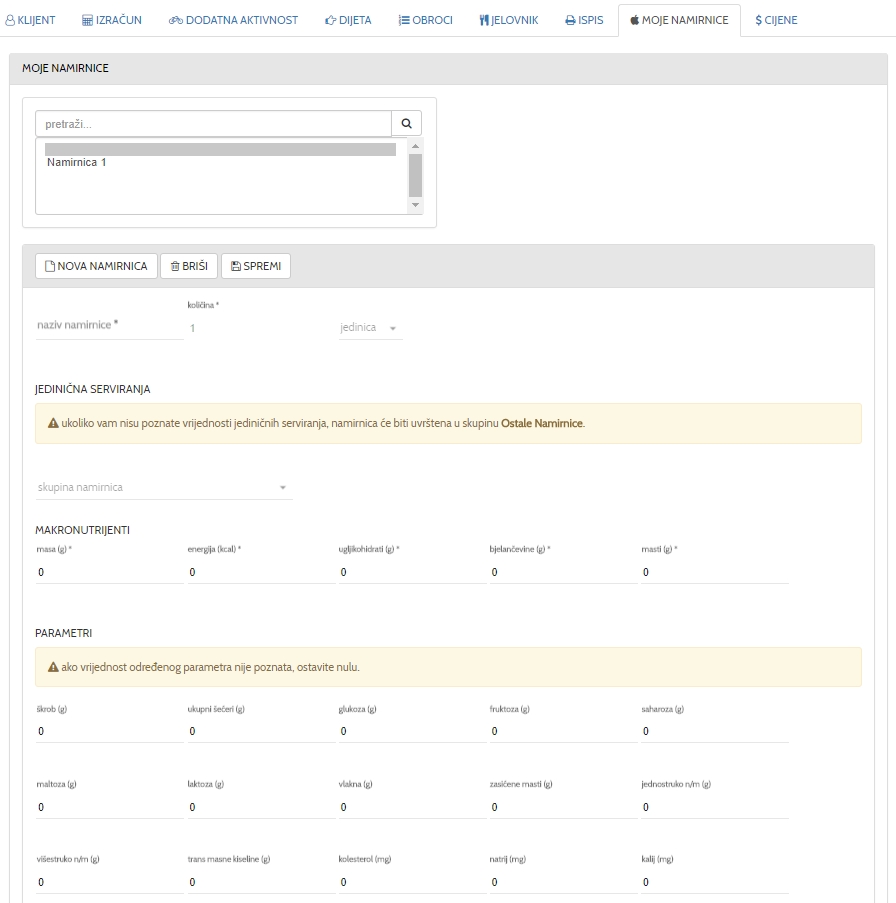 KLIJENT IZRAČUN DODATNA AKTIVNOST DIJETA OBROCI JELOVNIK ISPIS MOJE NAMIRNICE CIJENE
MOJE NAMIRNICE
pretraži...
Namirnica 1
NOVA NAMIRNICA BRIŠI SPREMI
količina *
naziv namirnice * 1 jedinica
JEDINIČNA SERVIRANJA
ukoliko vam nisu poznate vrijednosti jediničnih serviranja, namirnica će biti uvrštena u skupinu Ostale Namirnice.
skupina namirnica
MAKRONUTRIJENTI
masa (g) * energija (kcal) * ugljikohidrati (g) * bjelančevine (g) * masti (g) *
0 0 0 0 0
PARAMETRI
ako vrijednost određenog parametra nije poznata, ostavite nulu.
škrob (g) ukupni šećeri (g) glukoza (g) fruktoza (g) saharoza (g)
0 0 0 0 0
maltoza (g) laktoza (g) vlakna (g) zasićene masti (g) jednostruko n/m (g)
0 0 0 0 0
višestruko n/m (g) trans masne kiseline (g) kolesterol (mg) natrij (mg) kalij (mg)
0 0 0 0 0